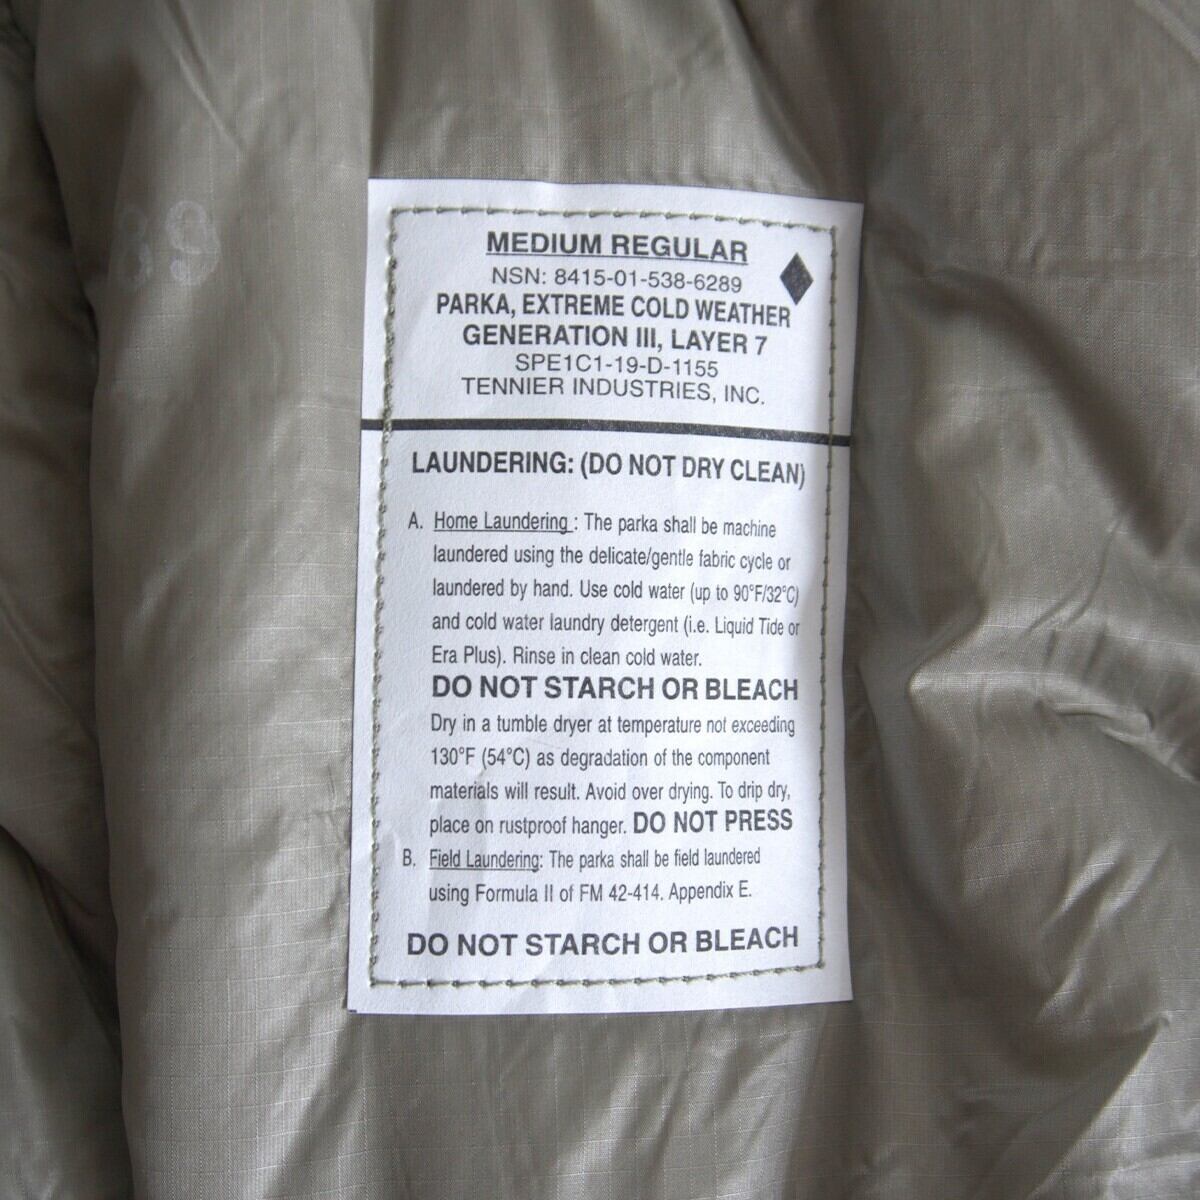 MEDIUM REGULAR
NSN: 8415-01-538-6289
PARKA, EXTREME COLD WEATHER
GENERATION III, LAYER 7
SPE1C1-19-D-1155
TENNIER INDUSTRIES, INC.
LAUNDERING: (DO NOT DRY CLEAN)
A. Home Laundering : The parka shall be machine
laundered using the delicate/gentle fabric cycle or
laundered by hand. Use cold water (up to 90°F/32°C)
and cold water laundry detergent (i.e. Liquid Tide or
Era Plus). Rinse in clean cold water.
DO NOT STARCH OR BLEACH
Dry in a tumble dryer at temperature not exceeding
130°F (54°C) as degradation of the component
materials will result. Avoid over drying. To drip dry,
place on rustproof hanger. DO NOT PRESS
B. Field Laundering: The parka shall be field laundered
using Formula II of FM 42-414. Appendix E.
DO NOT STARCH OR BLEACH